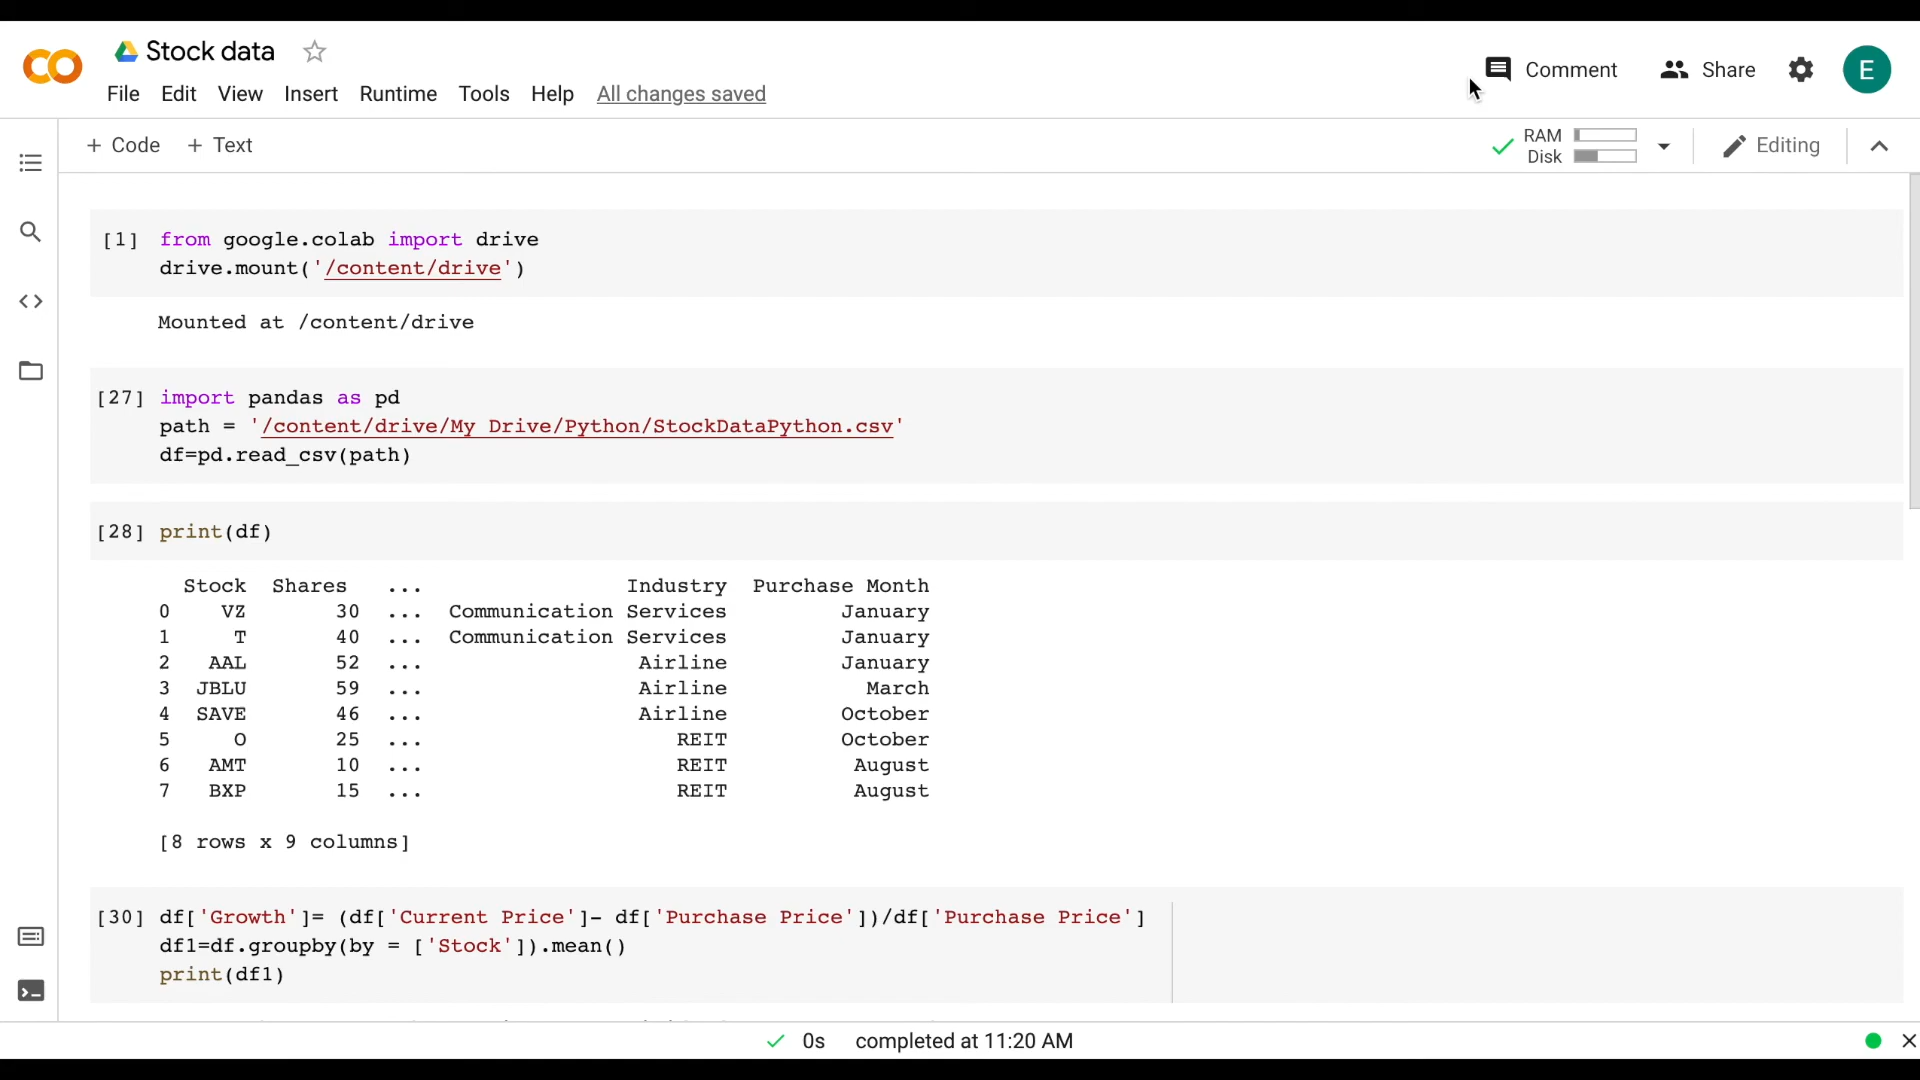 Stock data
File Edit View Insert Runtime Tools Help All changes saved
Comment Share E
+ Code + Text
RAM
Disk
Editing
[1] from google.colab import drive
drive.mount('/content/drive')
Mounted at /content/drive
[27] import pandas as pd
path = '/content/drive/My Drive/Python/StockDataPython.csv'
df=pd.read_csv(path)
[28] print(df)
Stock Shares ... Industry Purchase Month
0 VZ 30 ... Communication Services January
1 T 40 ... Communication Services January
2 AAL 52 ... Airline January
3 JBLU 59 ... Airline March
4 SAVE 46 ... Airline October
5 O 25 ... REIT October
6 AMT 10 ... REIT August
7 BXP 15 ... REIT August
[8 rows x 9 columns]
[30] df['Growth']= (df['Current Price']- df['Purchase Price'])/df['Purchase Price']
df1=df.groupby(by = ['Stock']).mean()
print(df1)
0s completed at 11:20 AM